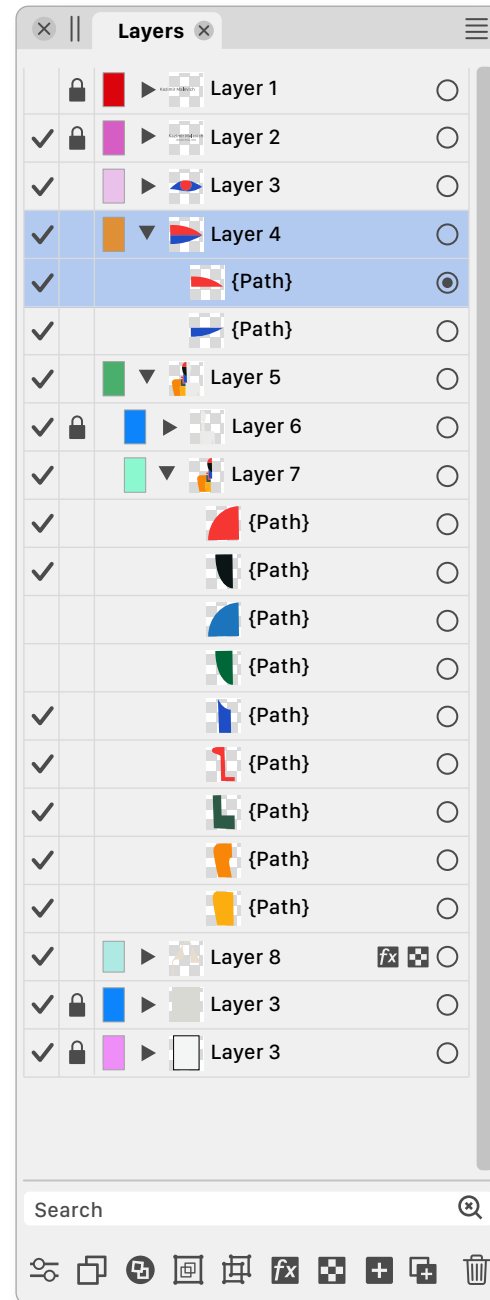 Layers
Layer 1
Layer 2
Layer 3
Layer 4
{Path}
{Path}
Layer 5
Layer 6
Layer 7
{Path}
{Path}
{Path}
{Path}
{Path}
{Path}
{Path}
{Path}
{Path}
Layer 8 fx
Layer 3
Layer 3
Search
fx